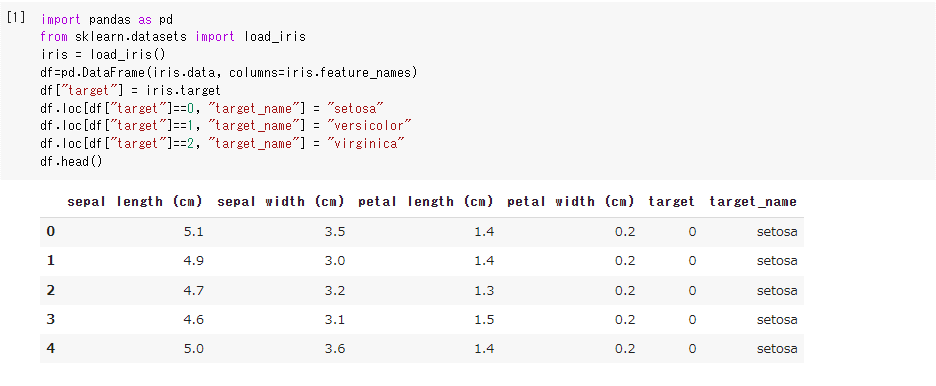 [1] import pandas as pd
from sklearn.datasets import load_iris
iris = load_iris()
df=pd.DataFrame(iris.data, columns=iris.feature_names)
df["target"] = iris.target
df.loc[df["target"]==0, "target_name"] = "setosa"
df.loc[df["target"]==1, "target_name"] = "versicolor"
df.loc[df["target"]==2, "target_name"] = "virginica"
df.head()
sepal length (cm) sepal width (cm) petal length (cm) petal width (cm) target target_name
0 5.1 3.5 1.4 0.2 0 setosa
1 4.9 3.0 1.4 0.2 0 setosa
2 4.7 3.2 1.3 0.2 0 setosa
3 4.6 3.1 1.5 0.2 0 setosa
4 5.0 3.6 1.4 0.2 0 setosa